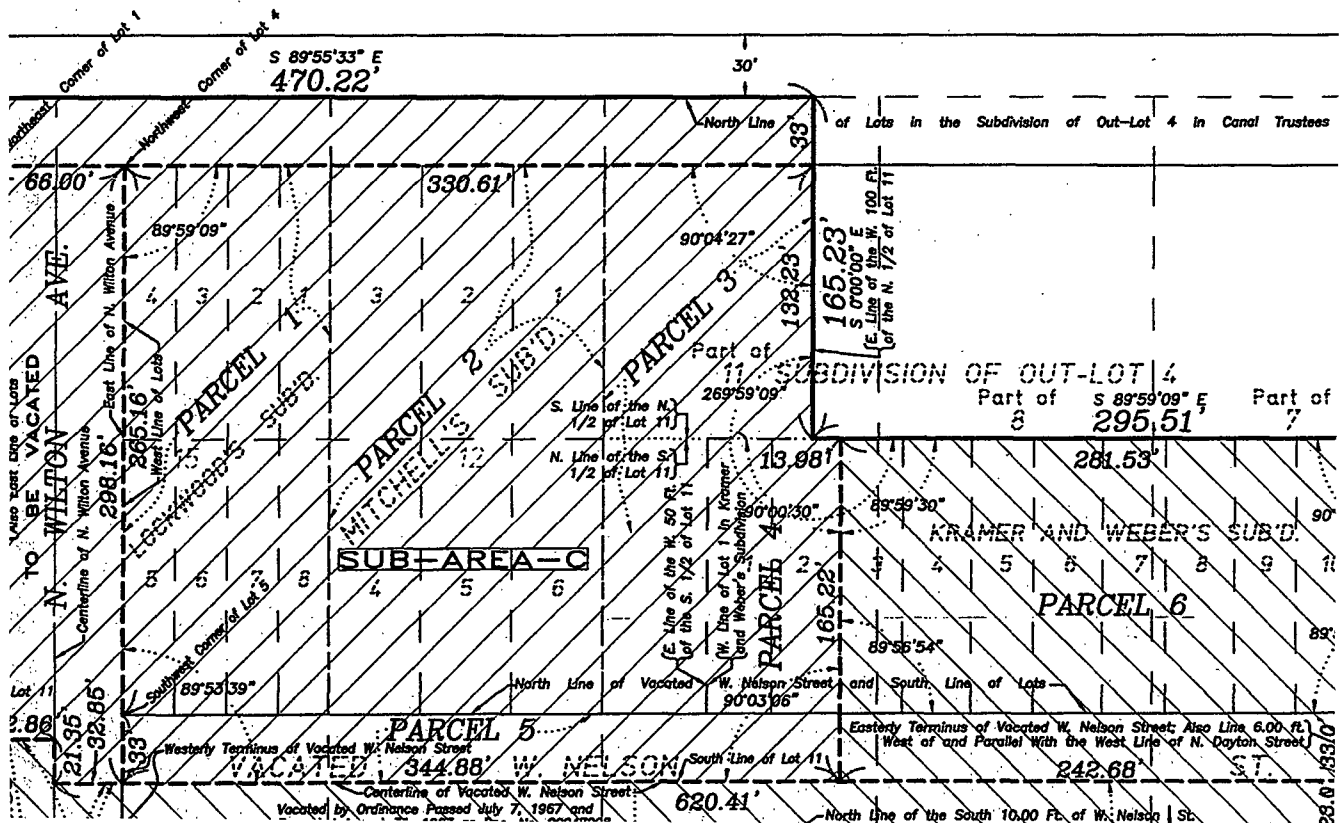 Northeast Corner of Lot 1
Northwest Corner of Lot 4
S 89°55'33" E
470.22'
30'
North Line of Lots in the Subdivision of Out-Lot 4 in Canal Trustees
33'
66.00'
330.61'
89°59'09"
90°04'27"
132.23
165.23'
S 0°00'00" E
E. Line of the W. 100 Ft.
of the N. 1/2 of Lot 11
N. WILTON AVE.
TO BE VACATED
Centerline of N. Wilton Avenue
298.16'
East Line of N. Wilton Avenue
265.16'
West Line of Lots
4 3 2 1 3 2 1
PARCEL 1
LOCKWOOD'S SUB'D.
15
PARCEL 2
MITCHELL'S SUB'D.
12
PARCEL 3
Part of
11 SUBDIVISION OF OUT-LOT 4
269°59'09"
Part of
8
S 89°59'09" E
295.51'
Part of
7
S. Line of the N.
1/2 of Lot 11
N. Line of the S.
1/2 of Lot 11
13.98'
281.53'
90°00'30"
89°59'30"
90°
KRAMER AND WEBER'S SUB'D.
SUB-AREA-C
6 7 8 4 5 6
1 2 4 5 6 7 8 9
E. Line of the W. 50 Ft.
of the S. 1/2 of Lot 11
W. Line of Lot 1 in Kramer
and Weber's Subdivision
PARCEL 4
165.22'
PARCEL 6
89°56'54"
89°
Southwest Corner of Lot 5
89°53'39"
North Line of Vacated W. Nelson Street and South Line of Lots
90°03'06"
Lot 11
21.35'
32.85'
33'
PARCEL 5
Westerly Terminus of Vacated W. Nelson Street
Easterly Terminus of Vacated W. Nelson Street; Also Line 6.00 ft.
West of and Parallel With the West Line of N. Dayton Street
VACATED 344.88' W. NELSON ST.
South Line of Lot 11
242.68'
33.0'
Centerline of Vacated W. Nelson Street
Vacated by Ordinance Passed July 7, 1967 and
620.41'
North Line of the South 10.00 Ft. of W. Nelson St.